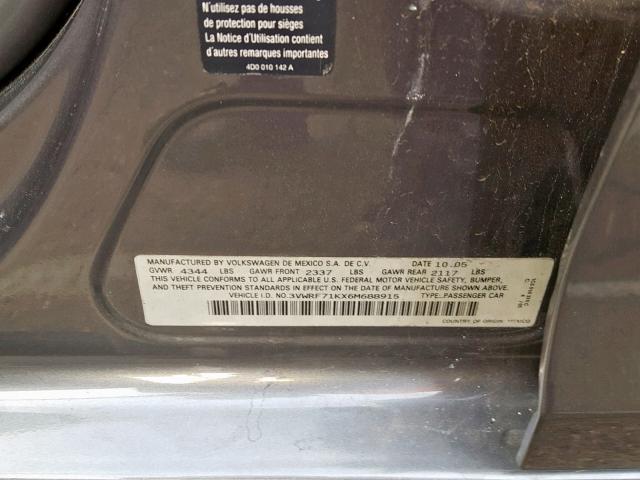 N'utilisez pas de housses
de protection pour sièges
La Notice d'Utilisation contient
d'autres remarques importantes
4D0 010 142 A
MANUFACTURED BY VOLKSWAGEN DE MEXICO S.A. DE C.V. DATE 10.05
GVWR 4344 LBS GAWR FRONT 2337 LBS GAWR REAR 2117 LBS
THIS VEHICLE CONFORMS TO ALL APPLICABLE U.S. FEDERAL MOTOR VEHICLE SAFETY, BUMPER,
AND THEFT PREVENTION STANDARDS IN EFFECT ON THE DATE OF MANUFACTURE SHOWN ABOVE.
VEHICLE I.D. NO. 3VWRF71KX6M688915 TYPE: PASSENGER CAR
COUNTRY OF ORIGIN: MEXICO